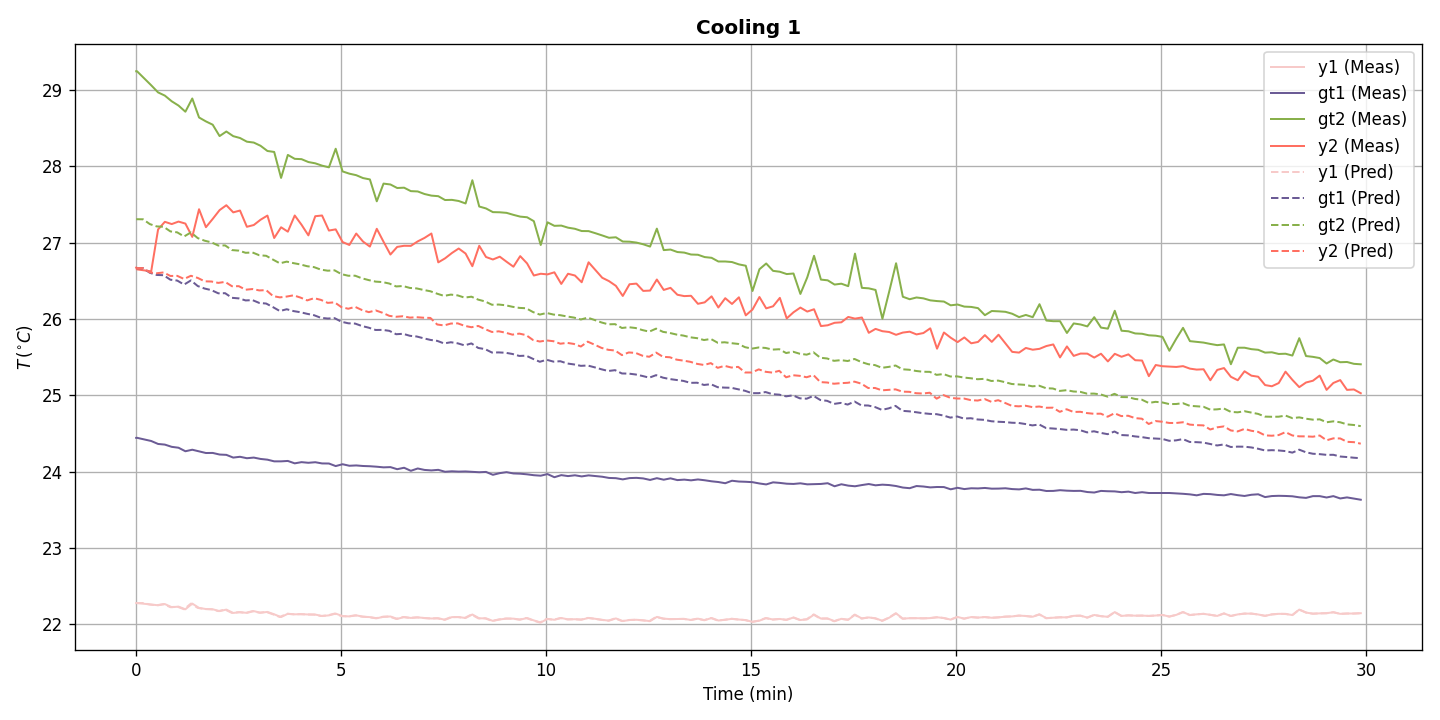 Cooling 1
y1 (Meas)
gt1 (Meas)
gt2 (Meas)
y2 (Meas)
y1 (Pred)
gt1 (Pred)
gt2 (Pred)
y2 (Pred)
T (°C)
29
28
27
26
25
24
23
22
0 5 10 15 20 25 30
Time (min)